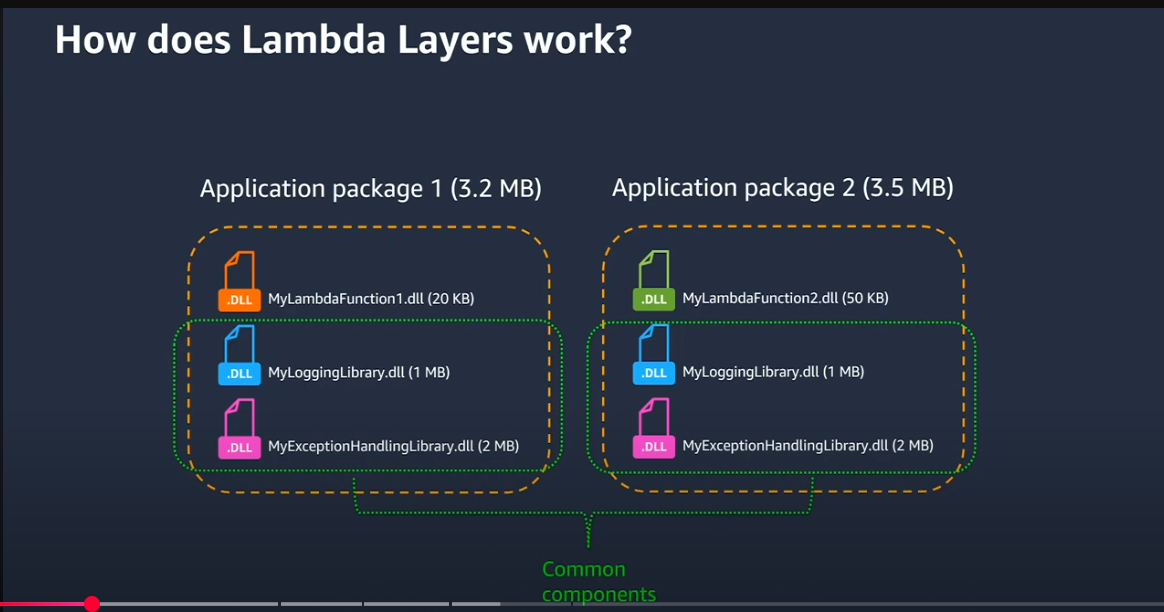 How does Lambda Layers work?
Application package 1 (3.2 MB)
Application package 2 (3.5 MB)
.DLL MyLambdaFunction1.dll (20 KB)
.DLL MyLoggingLibrary.dll (1 MB)
.DLL MyExceptionHandlingLibrary.dll (2 MB)
.DLL MyLambdaFunction2.dll (50 KB)
.DLL MyLoggingLibrary.dll (1 MB)
.DLL MyExceptionHandlingLibrary.dll (2 MB)
Common
components